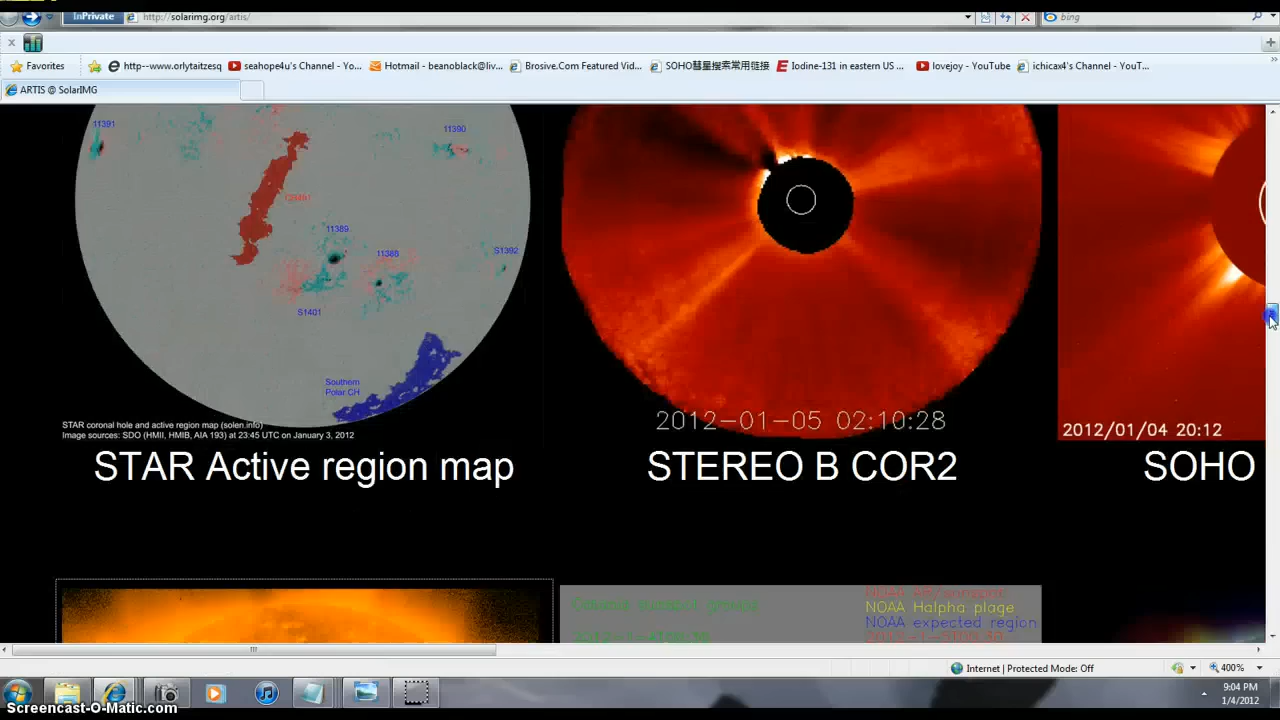 InPrivate http://solarimg.org/artis/ bing
Favorites http--www.orlytaitzesq seahope4u's Channel - Yo... Hotmail - beanoblack@liv... Brosive.Com Featured Vid... SOHO彗星搜索常用链接 Iodine-131 in eastern US ... lovejoy - YouTube ichicax4's Channel - YouT...
ARTIS @ SolarIMG
11391
11390
11389
11388
S1392
S1401
Southern
Polar CH
STAR coronal hole and active region map (solen.info)
Image sources: SDO (HMII, HMIB, AIA 193) at 23:45 UTC on January 3, 2012
2012-01-05 02:10:28
2012/01/04 20:12
STAR Active region map
STEREO B COR2
SOHO
NOAA Halpha plage
NOAA expected region
Internet | Protected Mode: Off
400%
9:04 PM
1/4/2012
Screencast-O-Matic.com